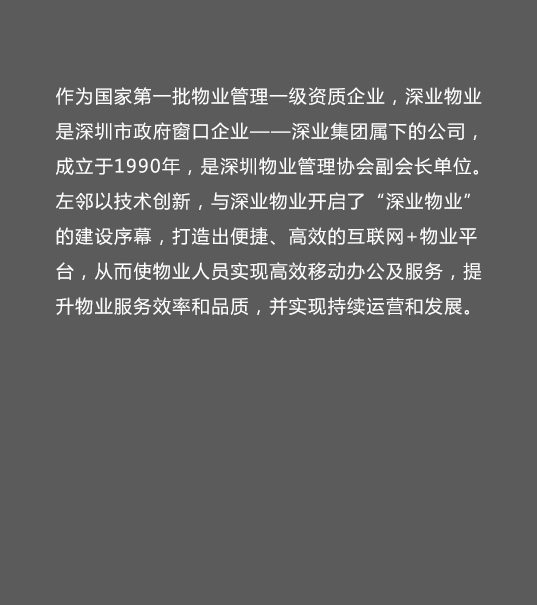 作为国家第一批物业管理一级资质企业，深业物业
是深圳市政府窗口企业——深业集团属下的公司，
成立于1990年，是深圳物业管理协会副会长单位。
左邻以技术创新，与深业物业开启了“深业物业”
的建设序幕，打造出便捷、高效的互联网+物业平
台，从而使物业人员实现高效移动办公及服务，提
升物业服务效率和品质，并实现持续运营和发展。